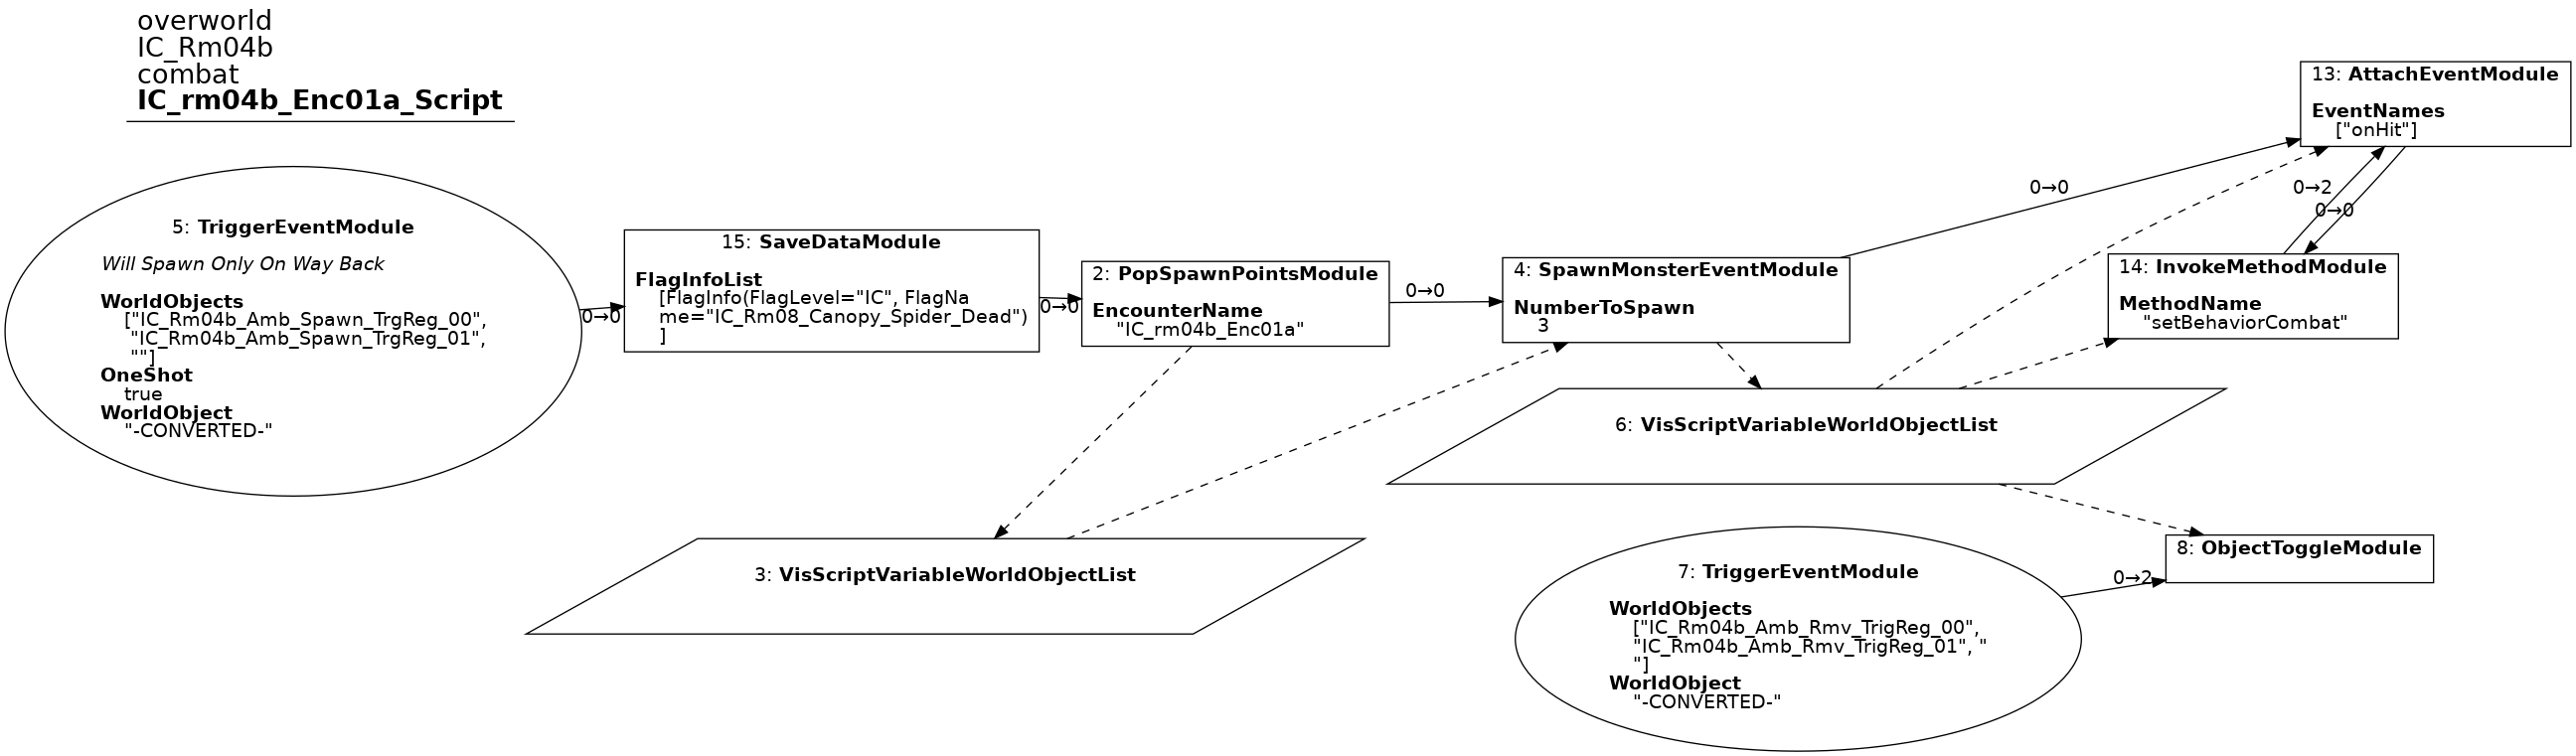 overworld
IC_Rm04b
combat
IC_rm04b_Enc01a_Script
5: TriggerEventModule
Will Spawn Only On Way Back
WorldObjects
["IC_Rm04b_Amb_Spawn_TrgReg_00",
"IC_Rm04b_Amb_Spawn_TrgReg_01",
""]
OneShot
true
WorldObject
"-CONVERTED-"
0→0
15: SaveDataModule
FlagInfoList
[FlagInfo(FlagLevel="IC", FlagNa
me="IC_Rm08_Canopy_Spider_Dead")
]
0→0
2: PopSpawnPointsModule
EncounterName
"IC_rm04b_Enc01a"
0→0
4: SpawnMonsterEventModule
NumberToSpawn
3
0→0
13: AttachEventModule
EventNames
["onHit"]
0→2
0→0
14: InvokeMethodModule
MethodName
"setBehaviorCombat"
6: VisScriptVariableWorldObjectList
3: VisScriptVariableWorldObjectList
7: TriggerEventModule
WorldObjects
["IC_Rm04b_Amb_Rmv_TrigReg_00",
"IC_Rm04b_Amb_Rmv_TrigReg_01", "
"]
WorldObject
"-CONVERTED-"
0→2
8: ObjectToggleModule